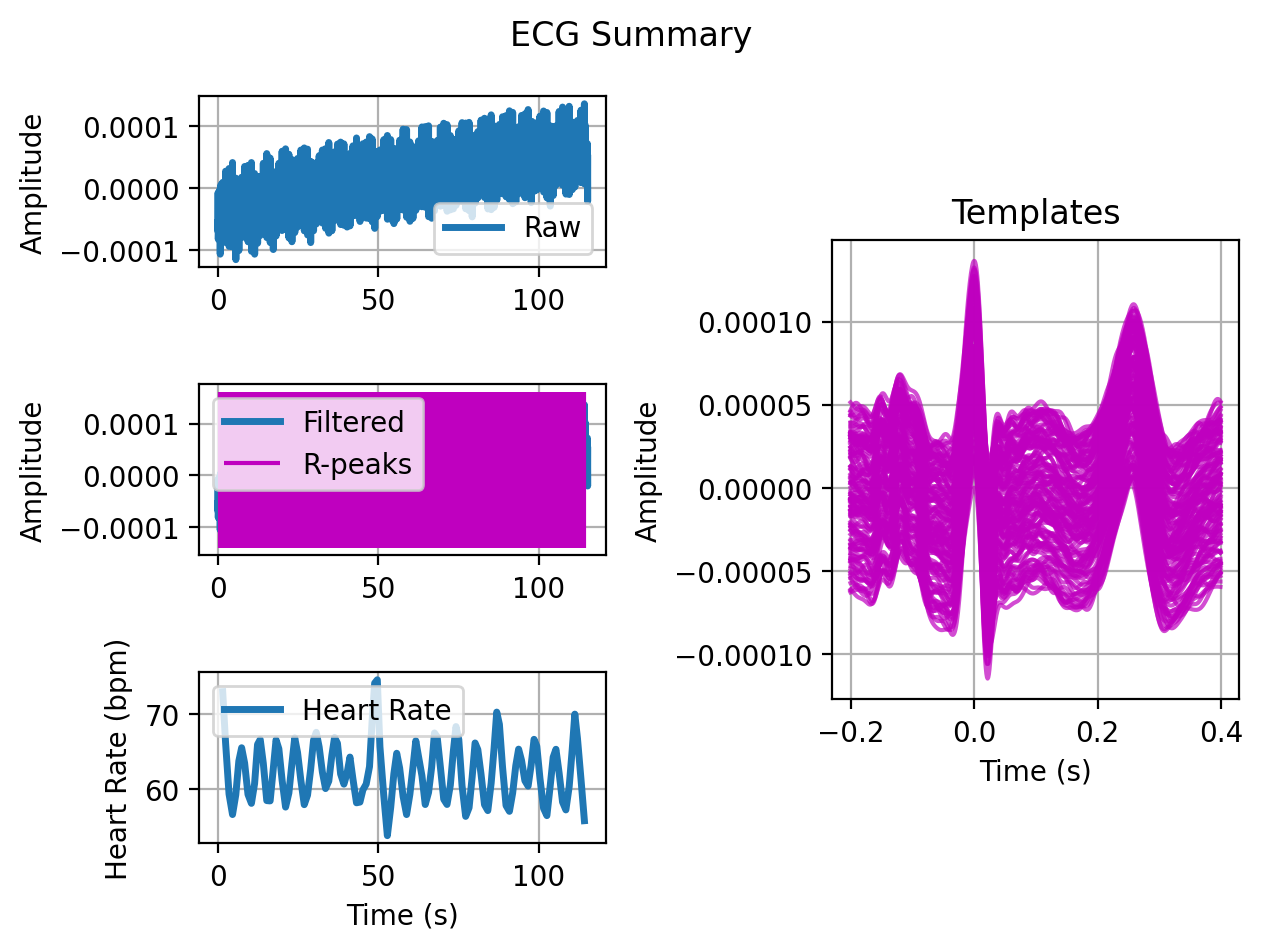 ECG Summary
Amplitude
0.0001
0.0000
−0.0001
Raw
0
50
100
Amplitude
0.0001
0.0000
−0.0001
Filtered
R-peaks
0
50
100
Heart Rate (bpm)
70
60
Heart Rate
0
50
100
Time (s)
Templates
Amplitude
0.00010
0.00005
0.00000
−0.00005
−0.00010
−0.2
0.0
0.2
0.4
Time (s)